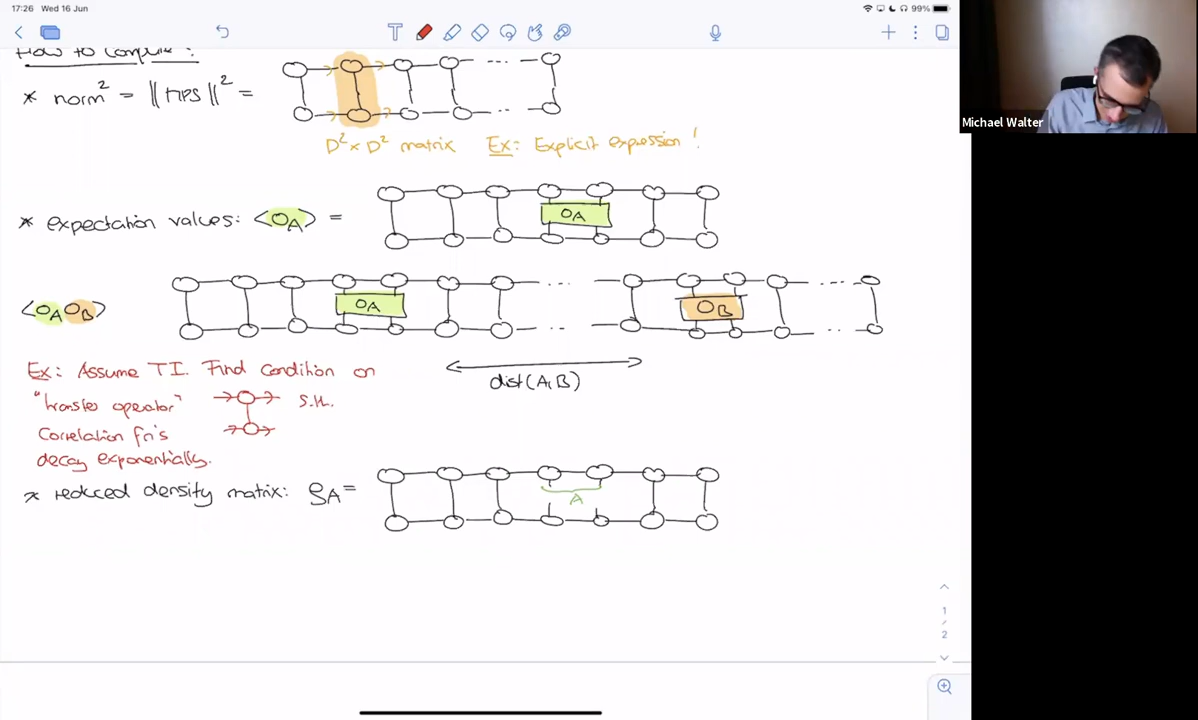 17:26 Wed 16 Jun
99%
How to compute:
* norm² = ||MPS||² =
D² × D² matrix Ex: Explicit expression!
* expectation values: <O_A> =
O_A
<O_A O_B>
O_A
O_B
dist(A,B)
Ex: Assume TI. Find condition on
"transfer operator" s.th.
Correlation fn's
decay exponentially.
* reduced density matrix: ρ_A =
A
Michael Walter
1
/
2